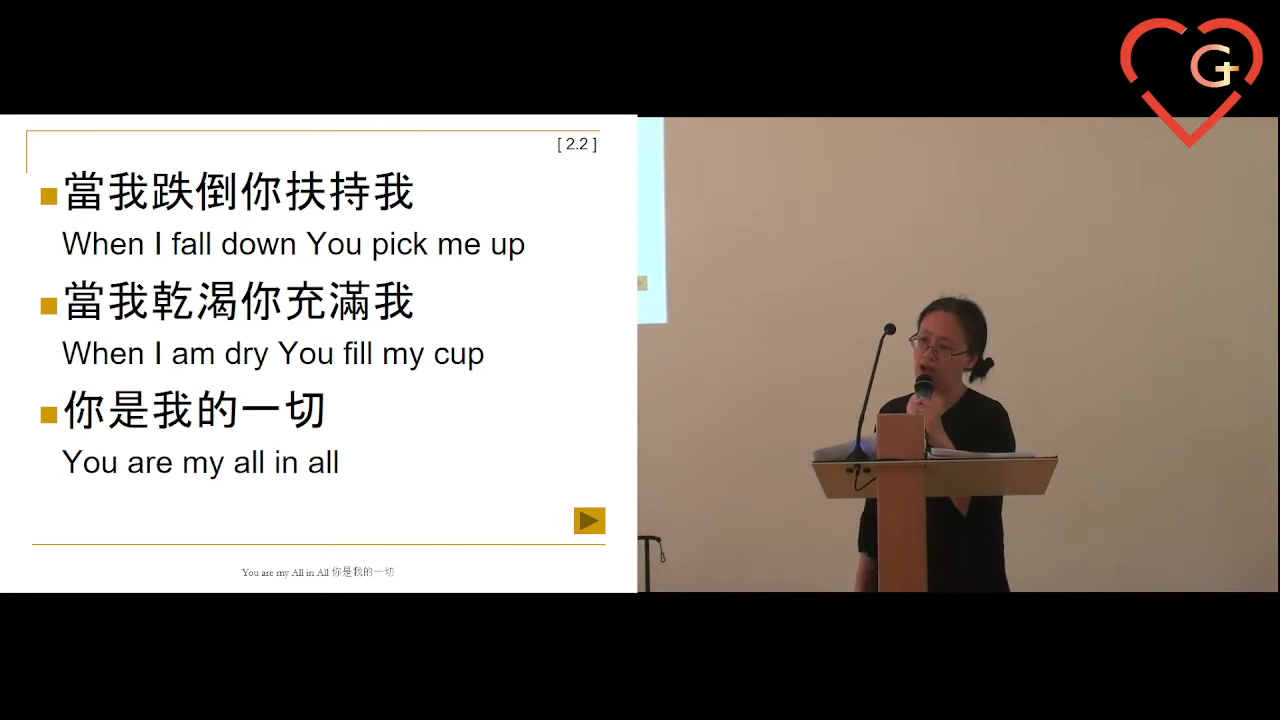 [ 2.2 ]
當我跌倒你扶持我
When I fall down You pick me up
當我乾渴你充滿我
When I am dry You fill my cup
你是我的一切
You are my all in all
You are my All in All 你是我的一切
G